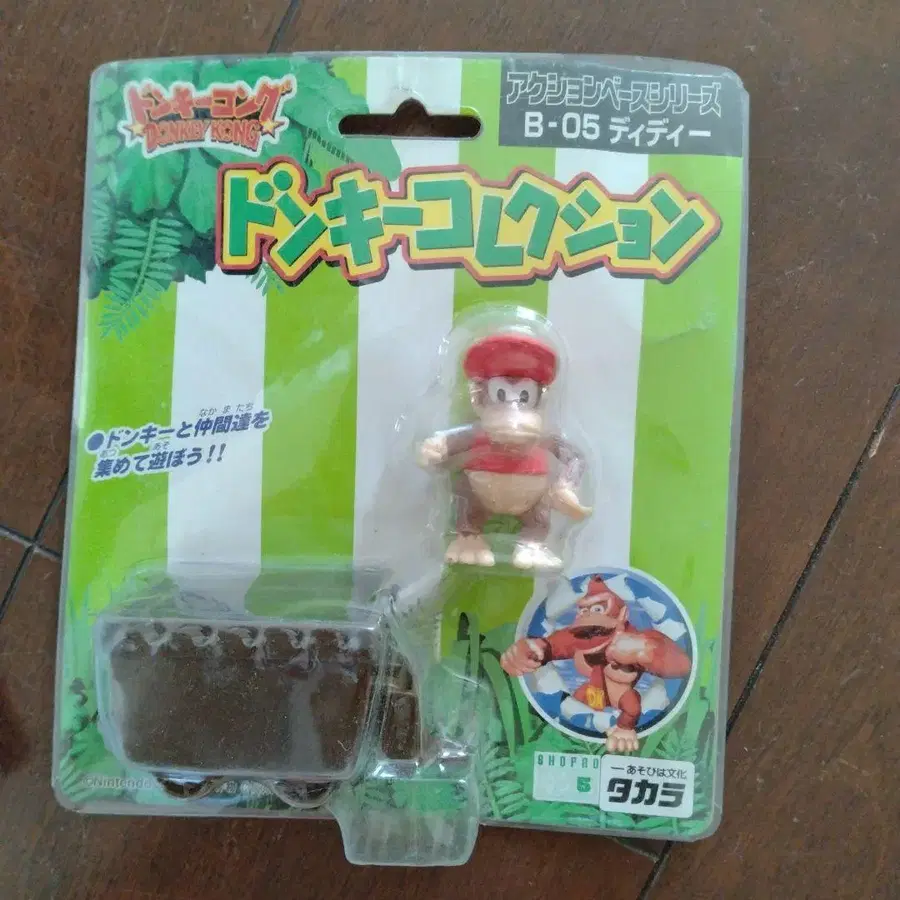 ドンキーコング
DONKEY KONG
アクションベースシリーズ
B-05 ディディー
ドンキーコレクション
なかまたち
●ドンキーと仲間達を
あつ あそ
集めて遊ぼう!!
DK
SHOPRO
5
あそびは文化
タカラ
©Nintendo